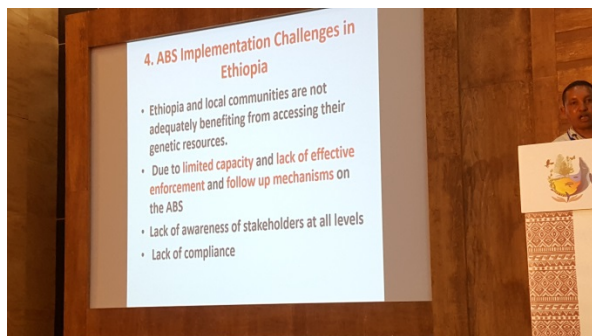 4. ABS Implementation Challenges in
Ethiopia
• Ethiopia and local communities are not
adequately benefiting from accessing their
genetic resources.
• Due to limited capacity and lack of effective
enforcement and follow up mechanisms on
the ABS
• Lack of awareness of stakeholders at all levels
• Lack of compliance